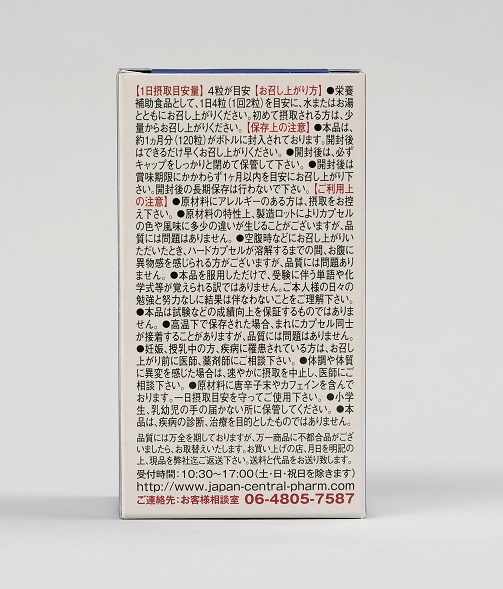 【1日摂取目安量】 4粒が目安 【お召し上がり方】 ●栄養
補助食品として、1日4粒(1回2粒)を目安に、水またはお湯
とともにお召し上がりください。初めて摂取される方は、少
量からお召し上がりください。【保存上の注意】 ●本品は、
約1ヵ月分(120粒)がボトルに封入されております。開封後
はできるだけ早くお召し上がりください。 ●開封後は、必ず
キャップをしっかりと閉めて保管して下さい。 ●開封後は
賞味期限にかかわらず1ヶ月以内を目安にお召し上がり下
さい。開封後の長期保存は行わないで下さい。【ご利用上
の注意】 ●原材料にアレルギーのある方は、摂取をお控
え下さい。 ●原材料の特性上、製造ロットによりカプセル
の色や風味に多少の違いが生じることがございますが、品
質には問題はありません。 ●空腹時などにお召し上がりい
ただいたとき、ハードカプセルが溶解するまでの間、お腹に
異物感を感じられる方がございますが、品質には問題あり
ません。 ●本品を服用しただけで、受験に伴う単語や化
学式等が覚えられる訳ではありません。ご本人様の日々の
勉強と努力なしに結果は伴わないことをご理解下さい。
●本品は試験などの成績向上を保証するものではありま
せん。 ●高温下で保存された場合、まれにカプセル同士
が接着することがありますが、品質には問題はありません。
●妊娠、授乳中の方、疾病に罹患されている方は、お召し
上がり前に医師、薬剤師にご相談下さい。 ●体調や体質
に異変を感じた場合は、速やかに摂取を中止し、医師にご
相談下さい。 ●原材料に唐辛子末やカフェインを含んで
おります。一日摂取目安を守ってご使用下さい。 ●小学
生、乳幼児の手の届かない所に保管してください。 ●本
品は、疾病の診断、治療を目的としたものではありません。
品質には万全を期しておりますが、万一商品に不都合品がござ
いましたら、お取替えいたします。お買い上げの店、月日を明記の
上、現品を弊社迄ご返送下さい。送料と代品をお送り致します。
受付時間:10:30~17:00(土・日・祝日を除きます)
http://www.japan-central-pharm.com
ご連絡先:お客様相談室 06-4805-7587